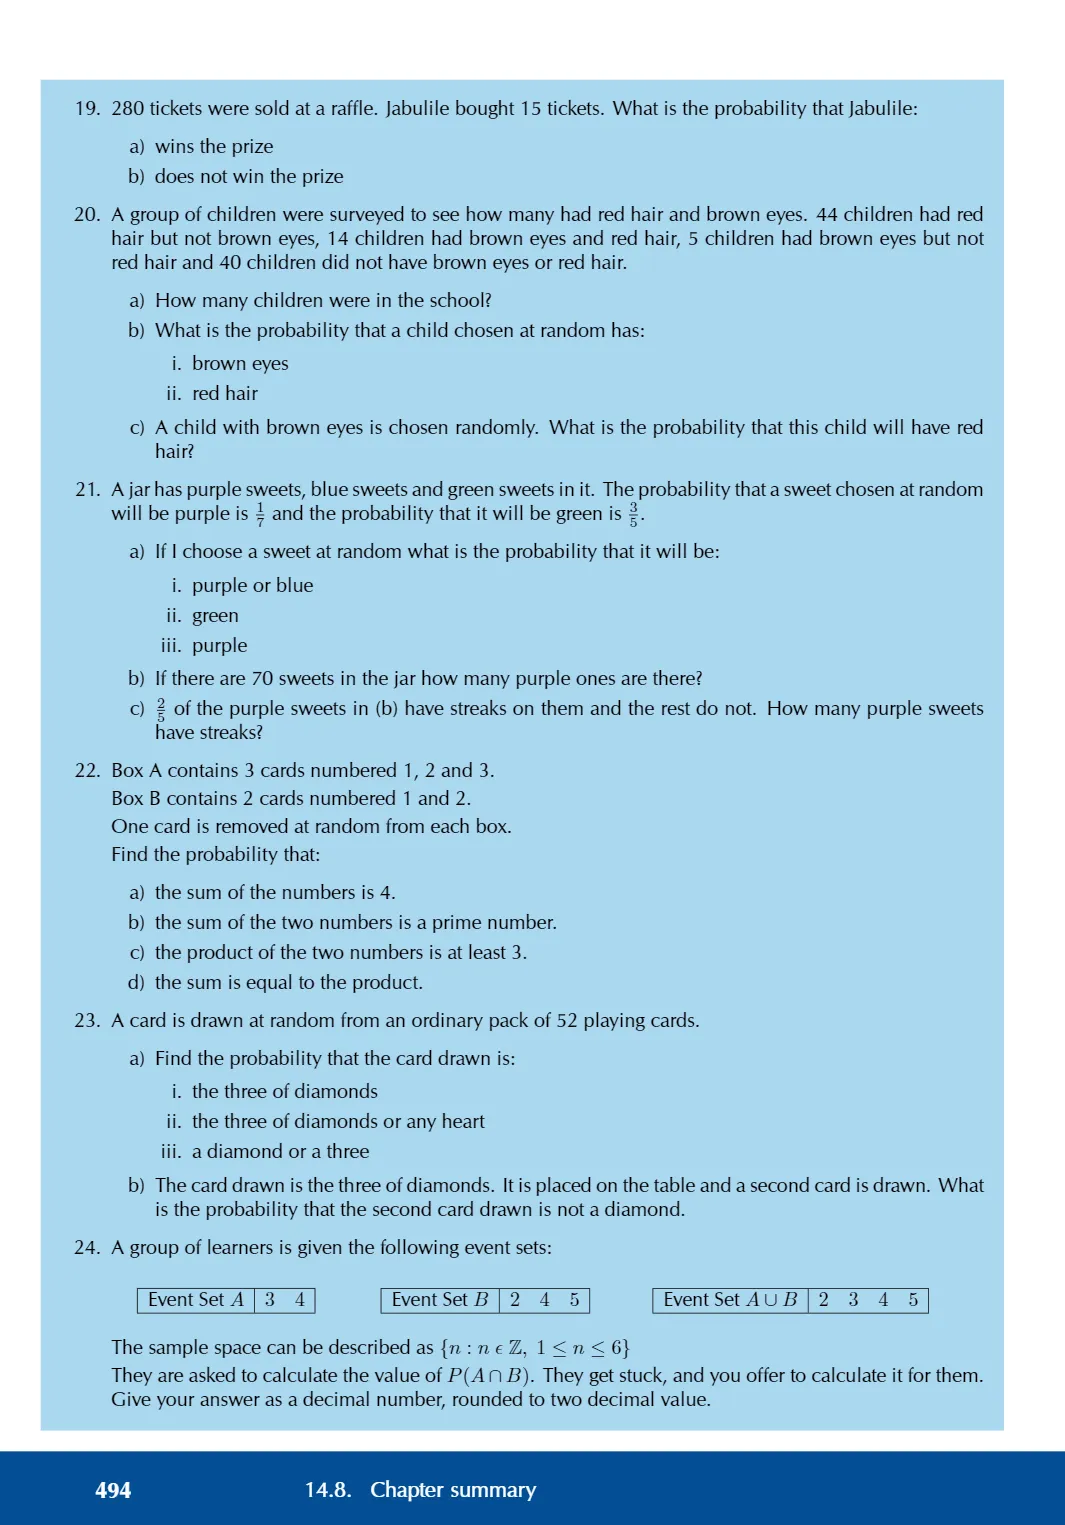 19. 280 tickets were sold at a raffle. Jabulile bought 15 tickets. What is the probability that Jabulile:
a) wins the prize
b) does not win the prize
20. A group of children were surveyed to see how many had red hair and brown eyes. 44 children had red
hair but not brown eyes, 14 children had brown eyes and red hair, 5 children had brown eyes but not
red hair and 40 children did not have brown eyes or red hair.
a) How many children were in the school?
b) What is the probability that a child chosen at random has:
i. brown eyes
ii. red hair
c) A child with brown eyes is chosen randomly. What is the probability that this child will have red
hair?
21. A jar has purple sweets, blue sweets and green sweets in it. The probability that a sweet chosen at random
will be purple is 1/7 and the probability that it will be green is 3/5.
a) If I choose a sweet at random what is the probability that it will be:
i. purple or blue
ii. green
iii. purple
b) If there are 70 sweets in the jar how many purple ones are there?
c) 2/5 of the purple sweets in (b) have streaks on them and the rest do not. How many purple sweets
have streaks?
22. Box A contains 3 cards numbered 1, 2 and 3.
Box B contains 2 cards numbered 1 and 2.
One card is removed at random from each box.
Find the probability that:
a) the sum of the numbers is 4.
b) the sum of the two numbers is a prime number.
c) the product of the two numbers is at least 3.
d) the sum is equal to the product.
23. A card is drawn at random from an ordinary pack of 52 playing cards.
a) Find the probability that the card drawn is:
i. the three of diamonds
ii. the three of diamonds or any heart
iii. a diamond or a three
b) The card drawn is the three of diamonds. It is placed on the table and a second card is drawn. What
is the probability that the second card drawn is not a diamond.
24. A group of learners is given the following event sets:
Event Set A 3 4 Event Set B 2 4 5 Event Set A ∪ B 2 3 4 5
The sample space can be described as {n : n ϵ ℤ, 1 ≤ n ≤ 6}
They are asked to calculate the value of P(A ∩ B). They get stuck, and you offer to calculate it for them.
Give your answer as a decimal number, rounded to two decimal value.
494 14.8. Chapter summary